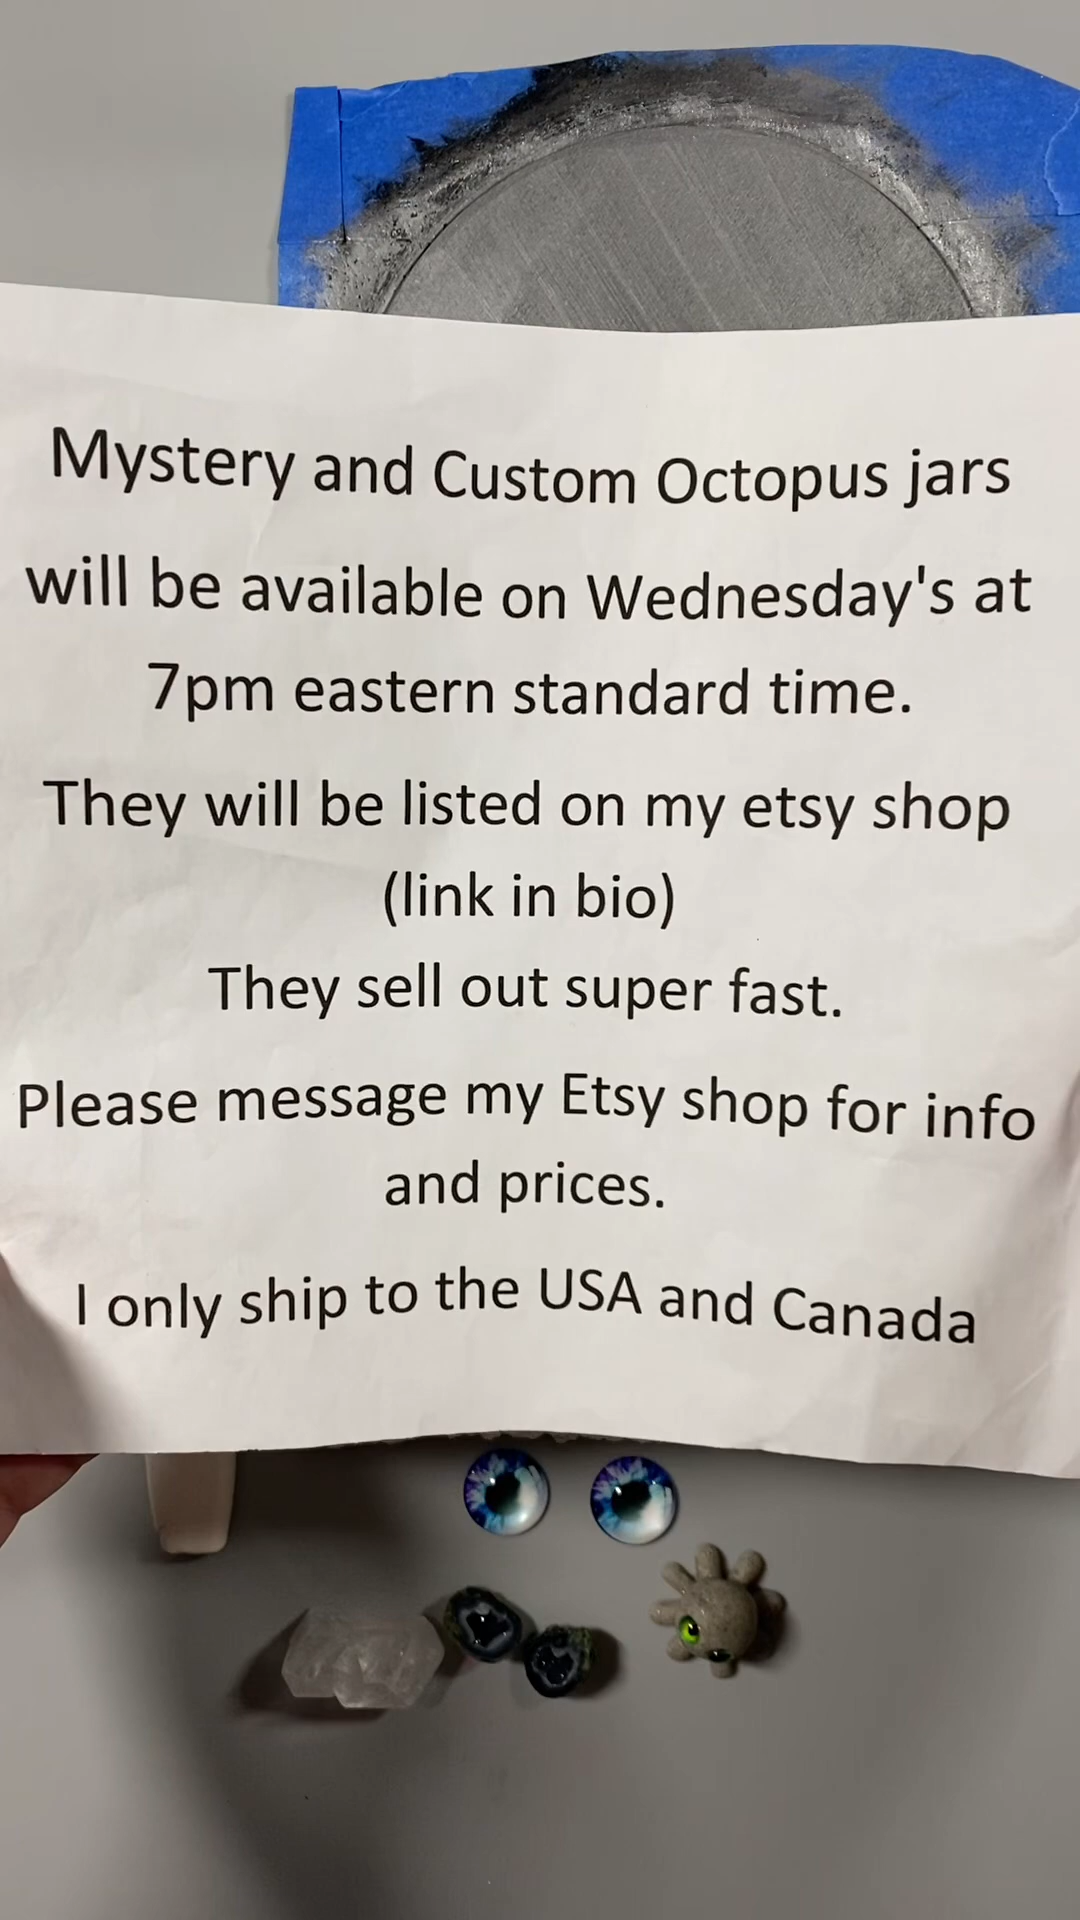 Mystery and Custom Octopus jars
will be available on Wednesday's at
7pm eastern standard time.
They will be listed on my etsy shop
(link in bio)
They sell out super fast.
Please message my Etsy shop for info
and prices.
I only ship to the USA and Canada